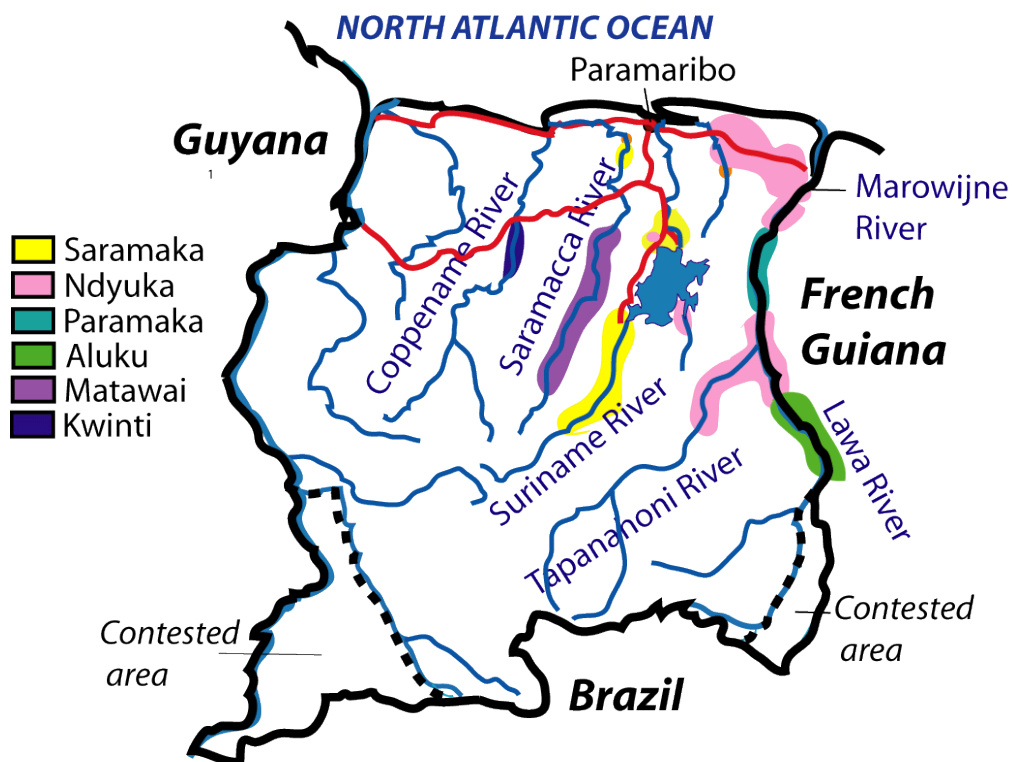 NORTH ATLANTIC OCEAN
Paramaribo
Guyana
1
Marowijne
River
Saramaka
Ndyuka
Paramaka
Aluku
Matawai
Kwinti
Coppename River
Saramacca River
French
Guiana
Suriname River
Lawa River
Tapananoni River
Contested
area
Contested
area
Brazil